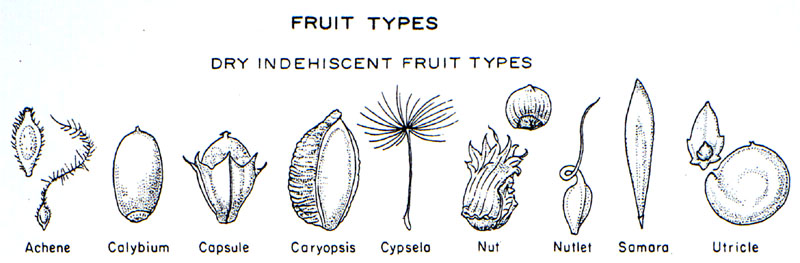 FRUIT TYPES
DRY INDEHISCENT FRUIT TYPES
Achene Calybium Capsule Caryopsis Cypsela Nut Nutlet Samara Utricle